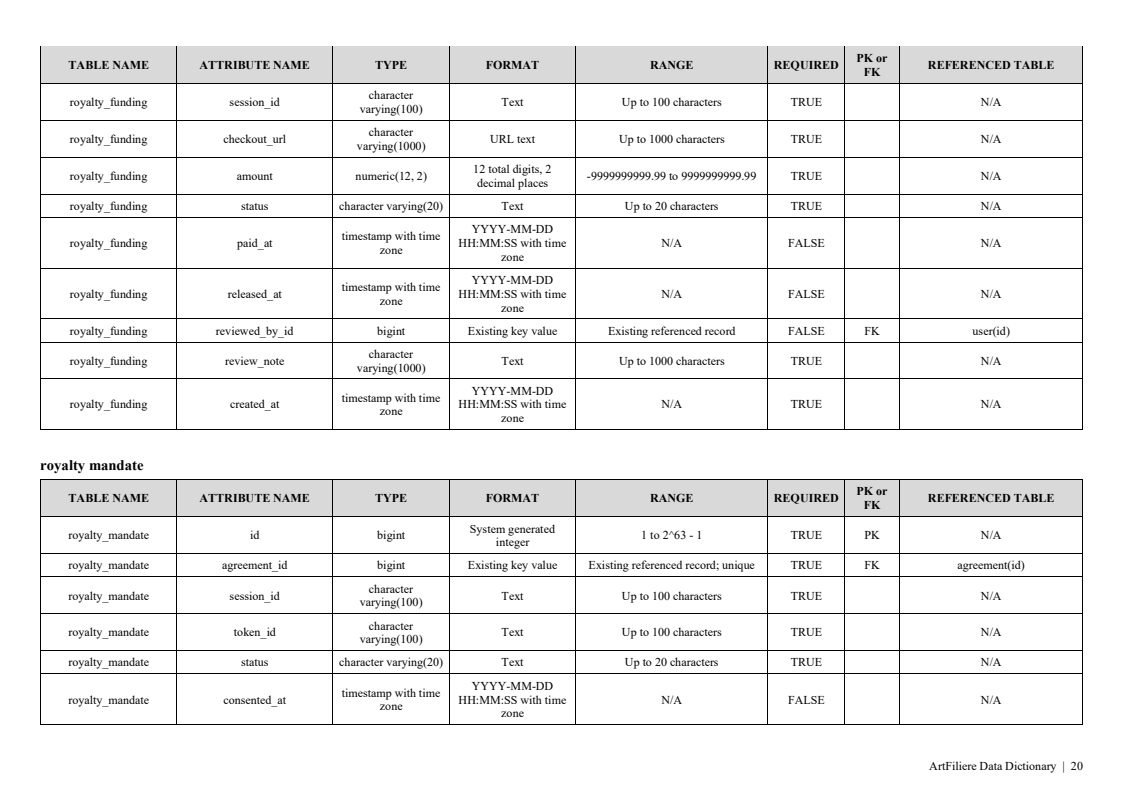 TABLE NAME ATTRIBUTE NAME TYPE FORMAT RANGE REQUIRED PK or FK REFERENCED TABLE
royalty_funding session_id character varying(100) Text Up to 100 characters TRUE N/A
royalty_funding checkout_url character varying(1000) URL text Up to 1000 characters TRUE N/A
royalty_funding amount numeric(12, 2) 12 total digits, 2 decimal places -9999999999.99 to 9999999999.99 TRUE N/A
royalty_funding status character varying(20) Text Up to 20 characters TRUE N/A
royalty_funding paid_at timestamp with time zone YYYY-MM-DD HH:MM:SS with time zone N/A FALSE N/A
royalty_funding released_at timestamp with time zone YYYY-MM-DD HH:MM:SS with time zone N/A FALSE N/A
royalty_funding reviewed_by_id bigint Existing key value Existing referenced record FALSE FK user(id)
royalty_funding review_note character varying(1000) Text Up to 1000 characters TRUE N/A
royalty_funding created_at timestamp with time zone YYYY-MM-DD HH:MM:SS with time zone N/A TRUE N/A
royalty mandate
TABLE NAME ATTRIBUTE NAME TYPE FORMAT RANGE REQUIRED PK or FK REFERENCED TABLE
royalty_mandate id bigint System generated integer 1 to 2^63 - 1 TRUE PK N/A
royalty_mandate agreement_id bigint Existing key value Existing referenced record; unique TRUE FK agreement(id)
royalty_mandate session_id character varying(100) Text Up to 100 characters TRUE N/A
royalty_mandate token_id character varying(100) Text Up to 100 characters TRUE N/A
royalty_mandate status character varying(20) Text Up to 20 characters TRUE N/A
royalty_mandate consented_at timestamp with time zone YYYY-MM-DD HH:MM:SS with time zone N/A FALSE N/A
ArtFiliere Data Dictionary | 20